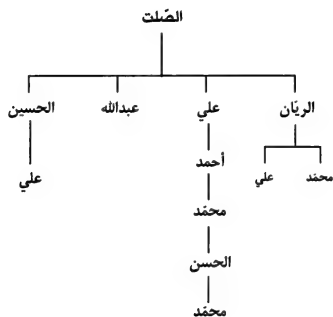 الصّلت
الريّان علي عبدالله الحسين
محمّد علي أحمد علي
محمّد
الحسن
محمّد